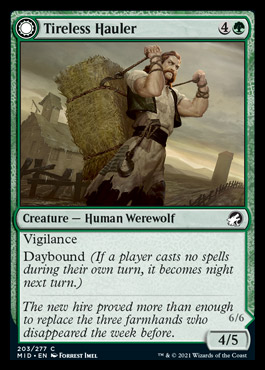 Tireless Hauler 4
Creature — Human Werewolf
Vigilance
Daybound (If a player casts no spells
during their own turn, it becomes night
next turn.)
The new hire proved more than enough
to replace the three farmhands who
disappeared the week before.
6/6
4/5
203/277 C
MID • EN FORREST IMEL
™ & © 2021 Wizards of the Coast